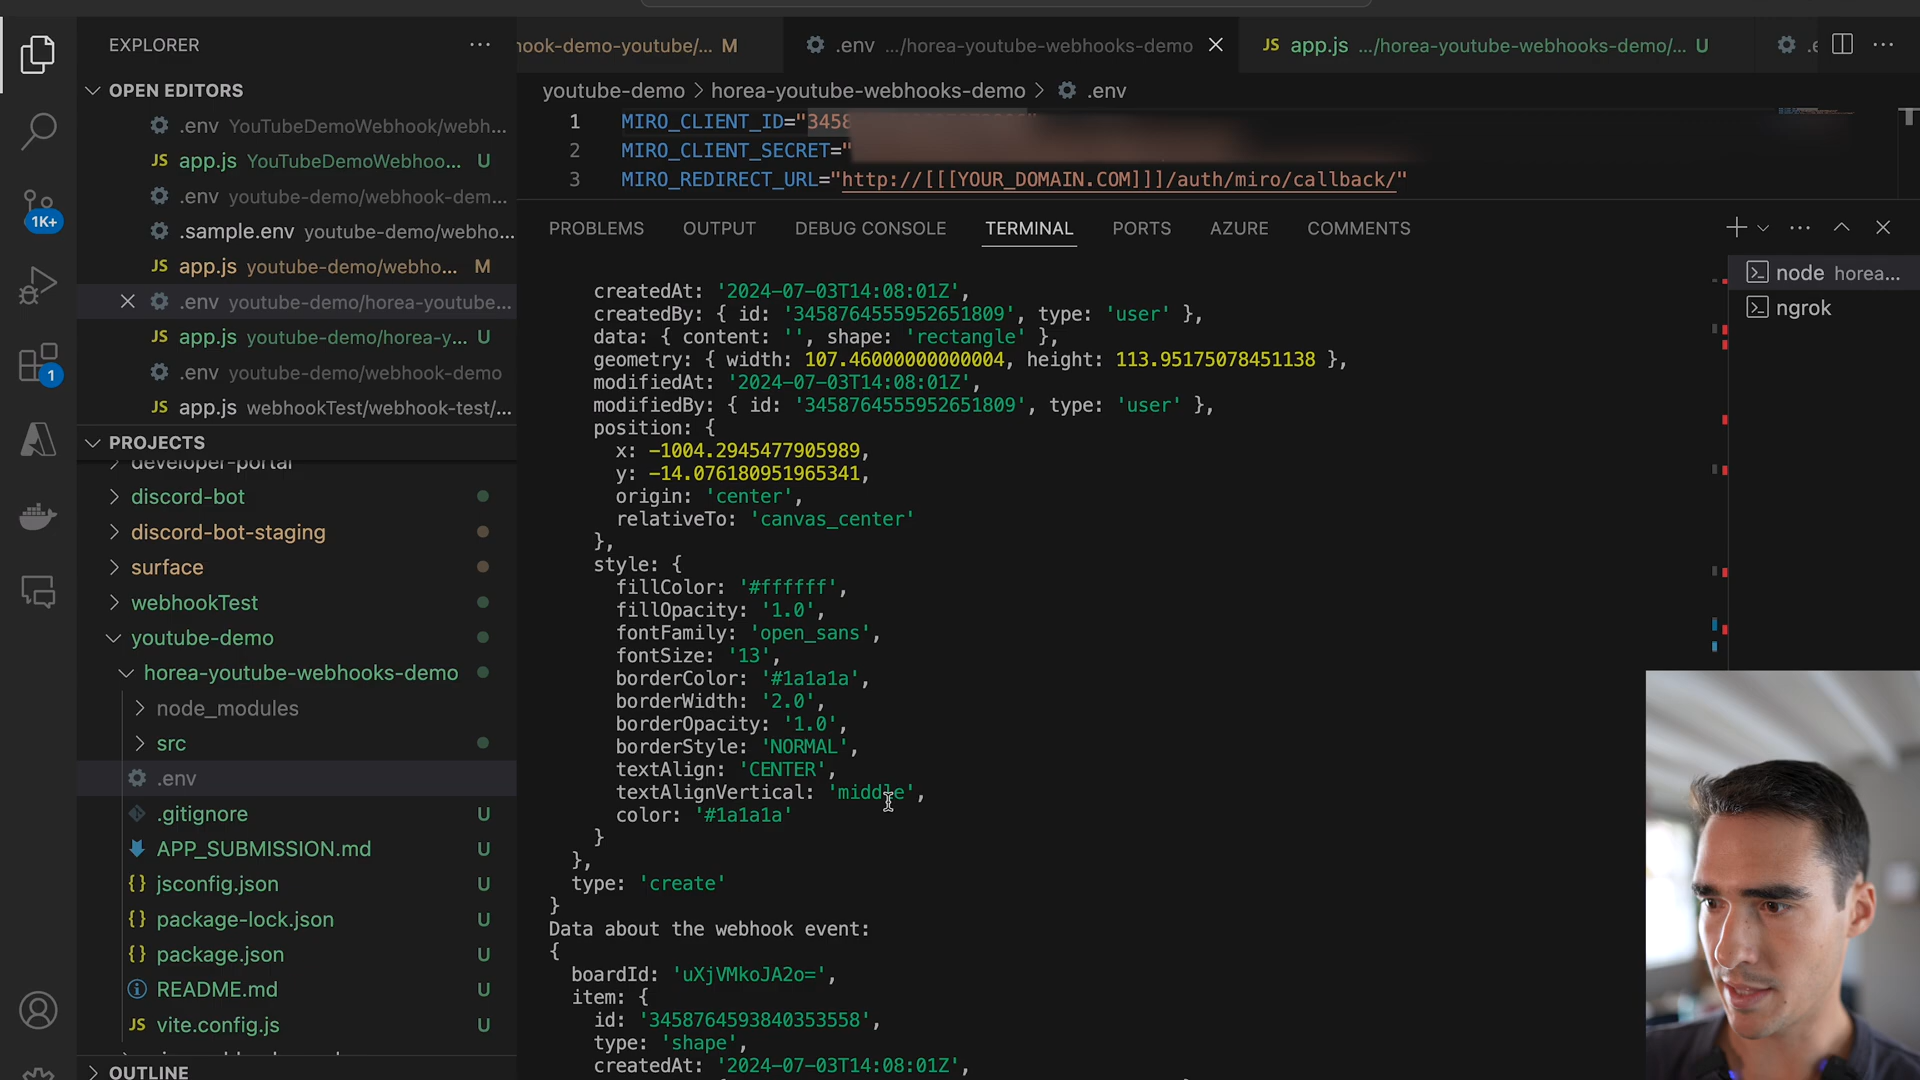 EXPLORER
OPEN EDITORS
.env YouTubeDemoWebhook/webh...
app.js YouTubeDemoWebhoo... U
.env youtube-demo/webhook-dem...
.sample.env youtube-demo/webho...
app.js youtube-demo/webho... M
.env youtube-demo/horea-youtube...
app.js youtube-demo/horea-y... U
.env youtube-demo/webhook-demo
app.js webhookTest/webhook-test/...
PROJECTS
developer-portal
discord-bot
discord-bot-staging
surface
webhookTest
youtube-demo
horea-youtube-webhooks-demo
node_modules
src
.env
.gitignore U
APP_SUBMISSION.md U
jsconfig.json U
package-lock.json U
package.json U
README.md U
vite.config.js U
OUTLINE
1K+
1
hook-demo-youtube/... M
.env .../horea-youtube-webhooks-demo
JS app.js .../horea-youtube-webhooks-demo/... U
youtube-demo > horea-youtube-webhooks-demo > .env
1 MIRO_CLIENT_ID="3458
2 MIRO_CLIENT_SECRET="
3 MIRO_REDIRECT_URL="http://[[[YOUR_DOMAIN.COM]]]/auth/miro/callback/"
PROBLEMS OUTPUT DEBUG CONSOLE TERMINAL PORTS AZURE COMMENTS
createdAt: '2024-07-03T14:08:01Z',
createdBy: { id: '3458764555952651809', type: 'user' },
data: { content: '', shape: 'rectangle' },
geometry: { width: 107.46000000000004, height: 113.95175078451138 },
modifiedAt: '2024-07-03T14:08:01Z',
modifiedBy: { id: '3458764555952651809', type: 'user' },
position: {
x: -1004.2945477905989,
y: -14.076180951965341,
origin: 'center',
relativeTo: 'canvas_center'
},
style: {
fillColor: '#ffffff',
fillOpacity: '1.0',
fontFamily: 'open_sans',
fontSize: '13',
borderColor: '#1a1a1a',
borderWidth: '2.0',
borderOpacity: '1.0',
borderStyle: 'NORMAL',
textAlign: 'CENTER',
textAlignVertical: 'middle',
color: '#1a1a1a'
}
},
type: 'create'
}
Data about the webhook event:
{
boardId: 'uXjVMkoJA2o=',
item: {
id: '3458764593840353558',
type: 'shape',
createdAt: '2024-07-03T14:08:01Z',
node horea...
ngrok